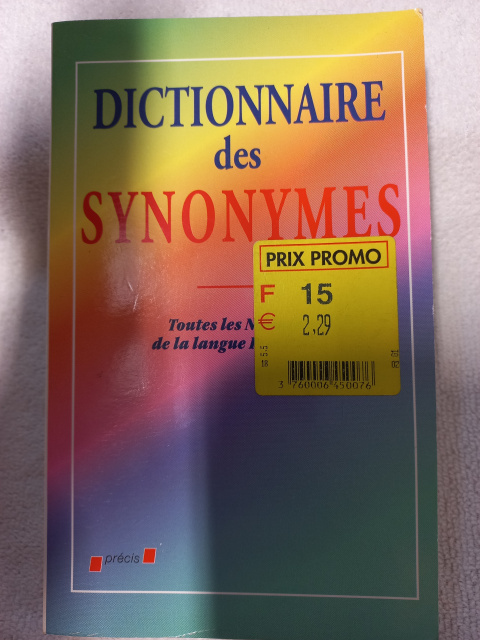 DICTIONNAIRE
des
SYNONYMES
PRIX PROMO
F 15
€ 2.29
Toutes les
de la langue
3 760006 450076
précis